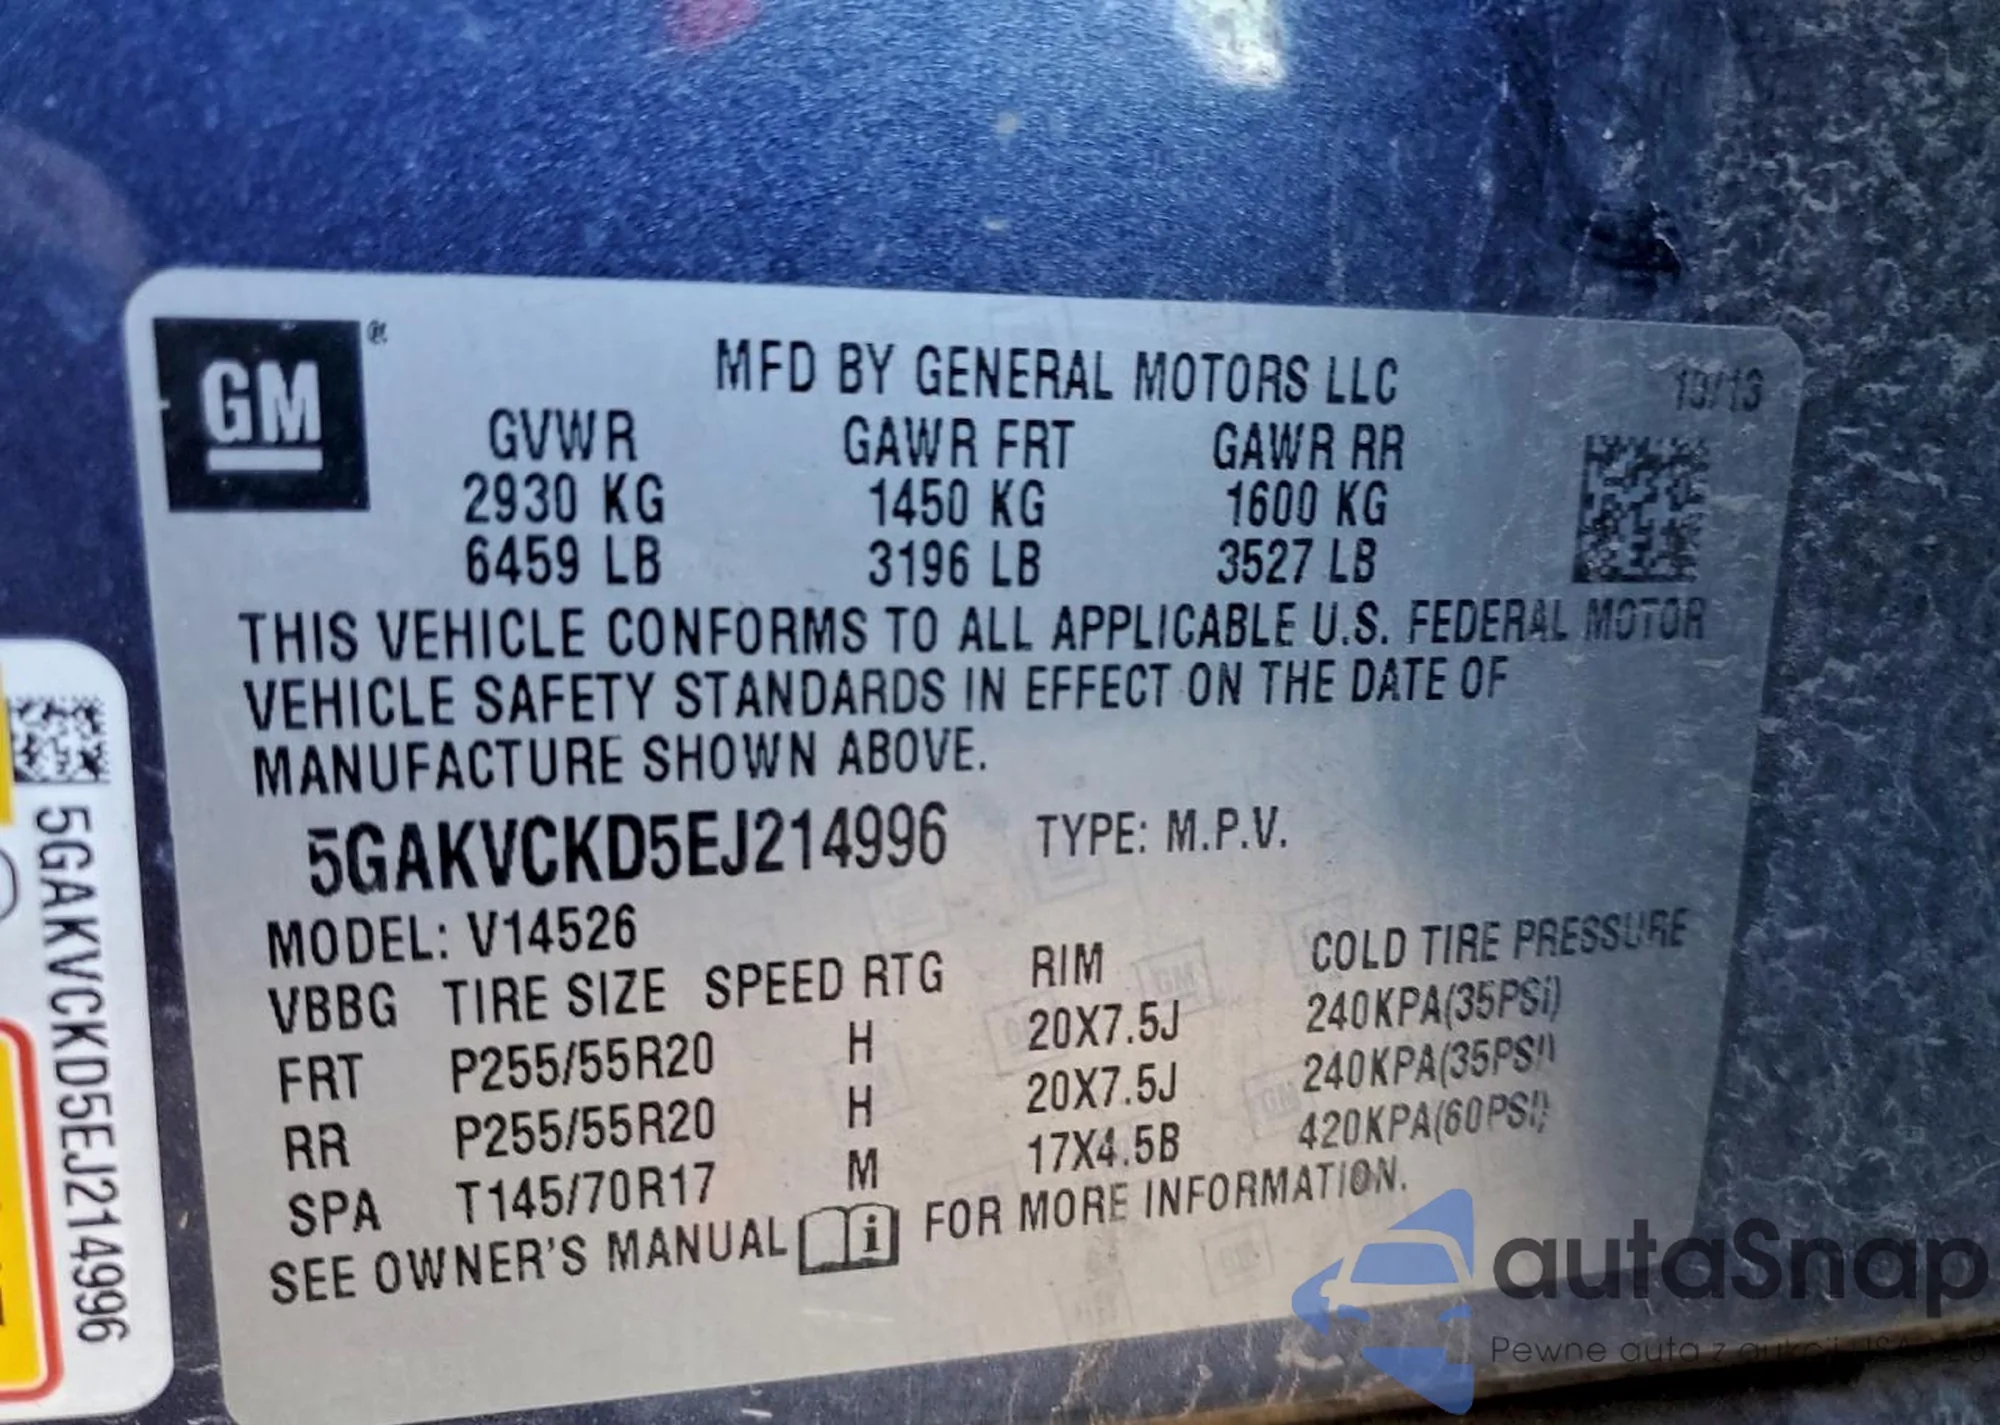 GM ®
MFD BY GENERAL MOTORS LLC
GVWR GAWR FRT GAWR RR
2930 KG 1450 KG 1600 KG
6459 LB 3196 LB 3527 LB
THIS VEHICLE CONFORMS TO ALL APPLICABLE U.S. FEDERAL MOTOR
VEHICLE SAFETY STANDARDS IN EFFECT ON THE DATE OF
MANUFACTURE SHOWN ABOVE.
5GAKVCKD5EJ214996 TYPE: M.P.V.
MODEL: V14526
VBBG TIRE SIZE SPEED RTG RIM COLD TIRE PRESSURE
FRT P255/55R20 H 20X7.5J 240KPA(35PSI)
RR P255/55R20 H 20X7.5J 240KPA(35PSI)
SPA T145/70R17 M 17X4.5B 420KPA(60PSI)
SEE OWNER'S MANUAL i FOR MORE INFORMATION.
5GAKVCKD5EJ214996
autaSnap
Pewne auta z aukcji USA